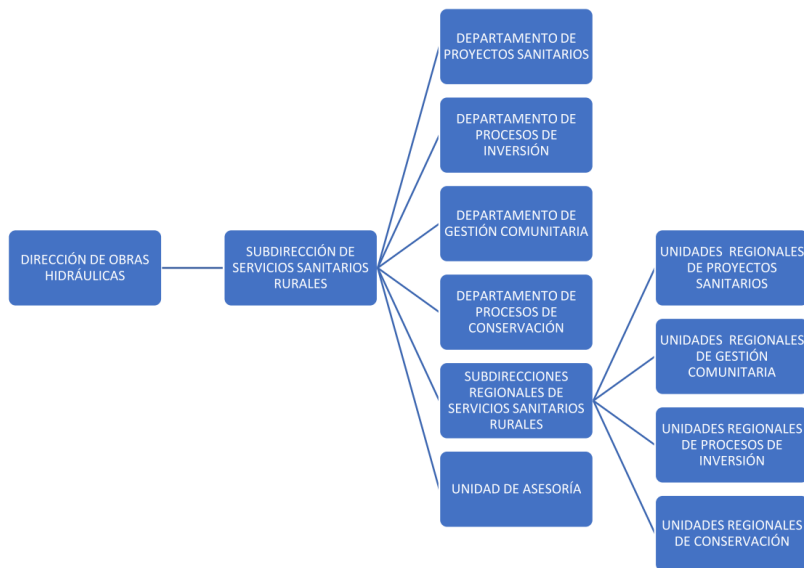 DIRECCIÓN DE OBRAS
HIDRÁULICAS
SUBDIRECCIÓN DE
SERVICIOS SANITARIOS
RURALES
DEPARTAMENTO DE
PROYECTOS SANITARIOS
DEPARTAMENTO DE
PROCESOS DE
INVERSIÓN
DEPARTAMENTO DE
GESTIÓN COMUNITARIA
DEPARTAMENTO DE
PROCESOS DE
CONSERVACIÓN
SUBDIRECCIONES
REGIONALES DE
SERVICIOS SANITARIOS
RURALES
UNIDAD DE ASESORÍA
UNIDADES REGIONALES
DE PROYECTOS
SANITARIOS
UNIDADES REGIONALES
DE GESTIÓN
COMUNITARIA
UNIDADES REGIONALES
DE PROCESOS DE
INVERSIÓN
UNIDADES REGIONALES
DE CONSERVACIÓN